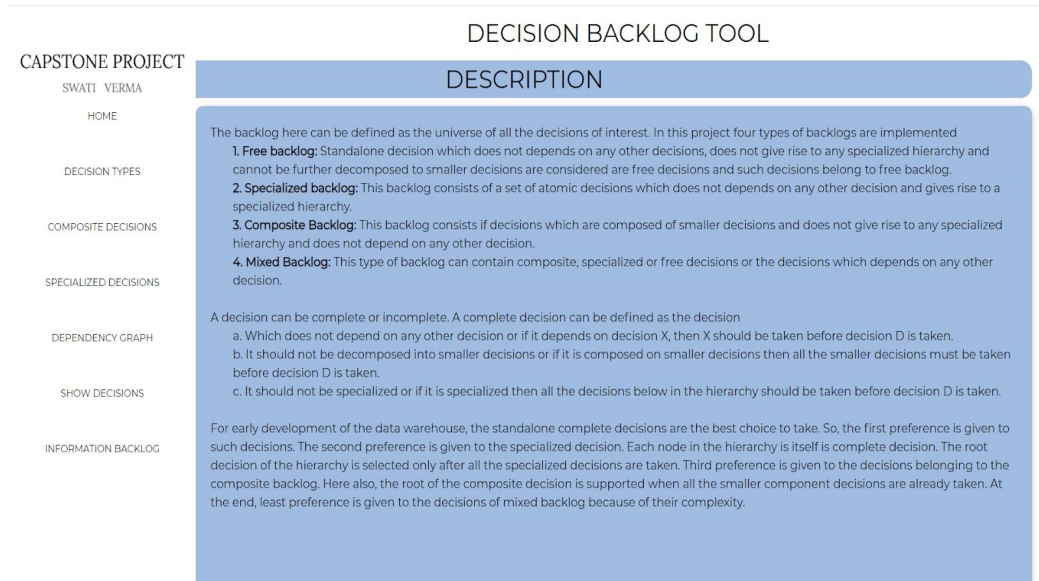 DECISION BACKLOG TOOL
CAPSTONE PROJECT
SWATI VERMA
HOME
DECISION TYPES
COMPOSITE DECISIONS
SPECIALIZED DECISIONS
DEPENDENCY GRAPH
SHOW DECISIONS
INFORMATION BACKLOG
DESCRIPTION
The backlog here can be defined as the universe of all the decisions of interest. In this project four types of backlogs are implemented
1. Free backlog: Standalone decision which does not depends on any other decisions, does not give rise to any specialized hierarchy and
cannot be further decomposed to smaller decisions are considered are free decisions and such decisions belong to free backlog.
2. Specialized backlog: This backlog consists of a set of atomic decisions which does not depends on any other decision and gives rise to a
specialized hierarchy.
3. Composite Backlog: This backlog consists if decisions which are composed of smaller decisions and does not give rise to any specialized
hierarchy and does not depend on any other decision.
4. Mixed Backlog: This type of backlog can contain composite, specialized or free decisions or the decisions which depends on any other
decision.
A decision can be complete or incomplete. A complete decision can be defined as the decision
a. Which does not depend on any other decision or if it depends on decision X, then X should be taken before decision D is taken.
b. It should not be decomposed into smaller decisions or if it is composed on smaller decisions then all the smaller decisions must be taken
before decision D is taken.
c. It should not be specialized or if it is specialized then all the decisions below in the hierarchy should be taken before decision D is taken.
For early development of the data warehouse, the standalone complete decisions are the best choice to take. So, the first preference is given to
such decisions. The second preference is given to the specialized decision. Each node in the hierarchy is itself is complete decision. The root
decision of the hierarchy is selected only after all the specialized decisions are taken. Third preference is given to the decisions belonging to the
composite backlog. Here also, the root of the composite decision is supported when all the smaller component decisions are already taken. At
the end, least preference is given to the decisions of mixed backlog because of their complexity.